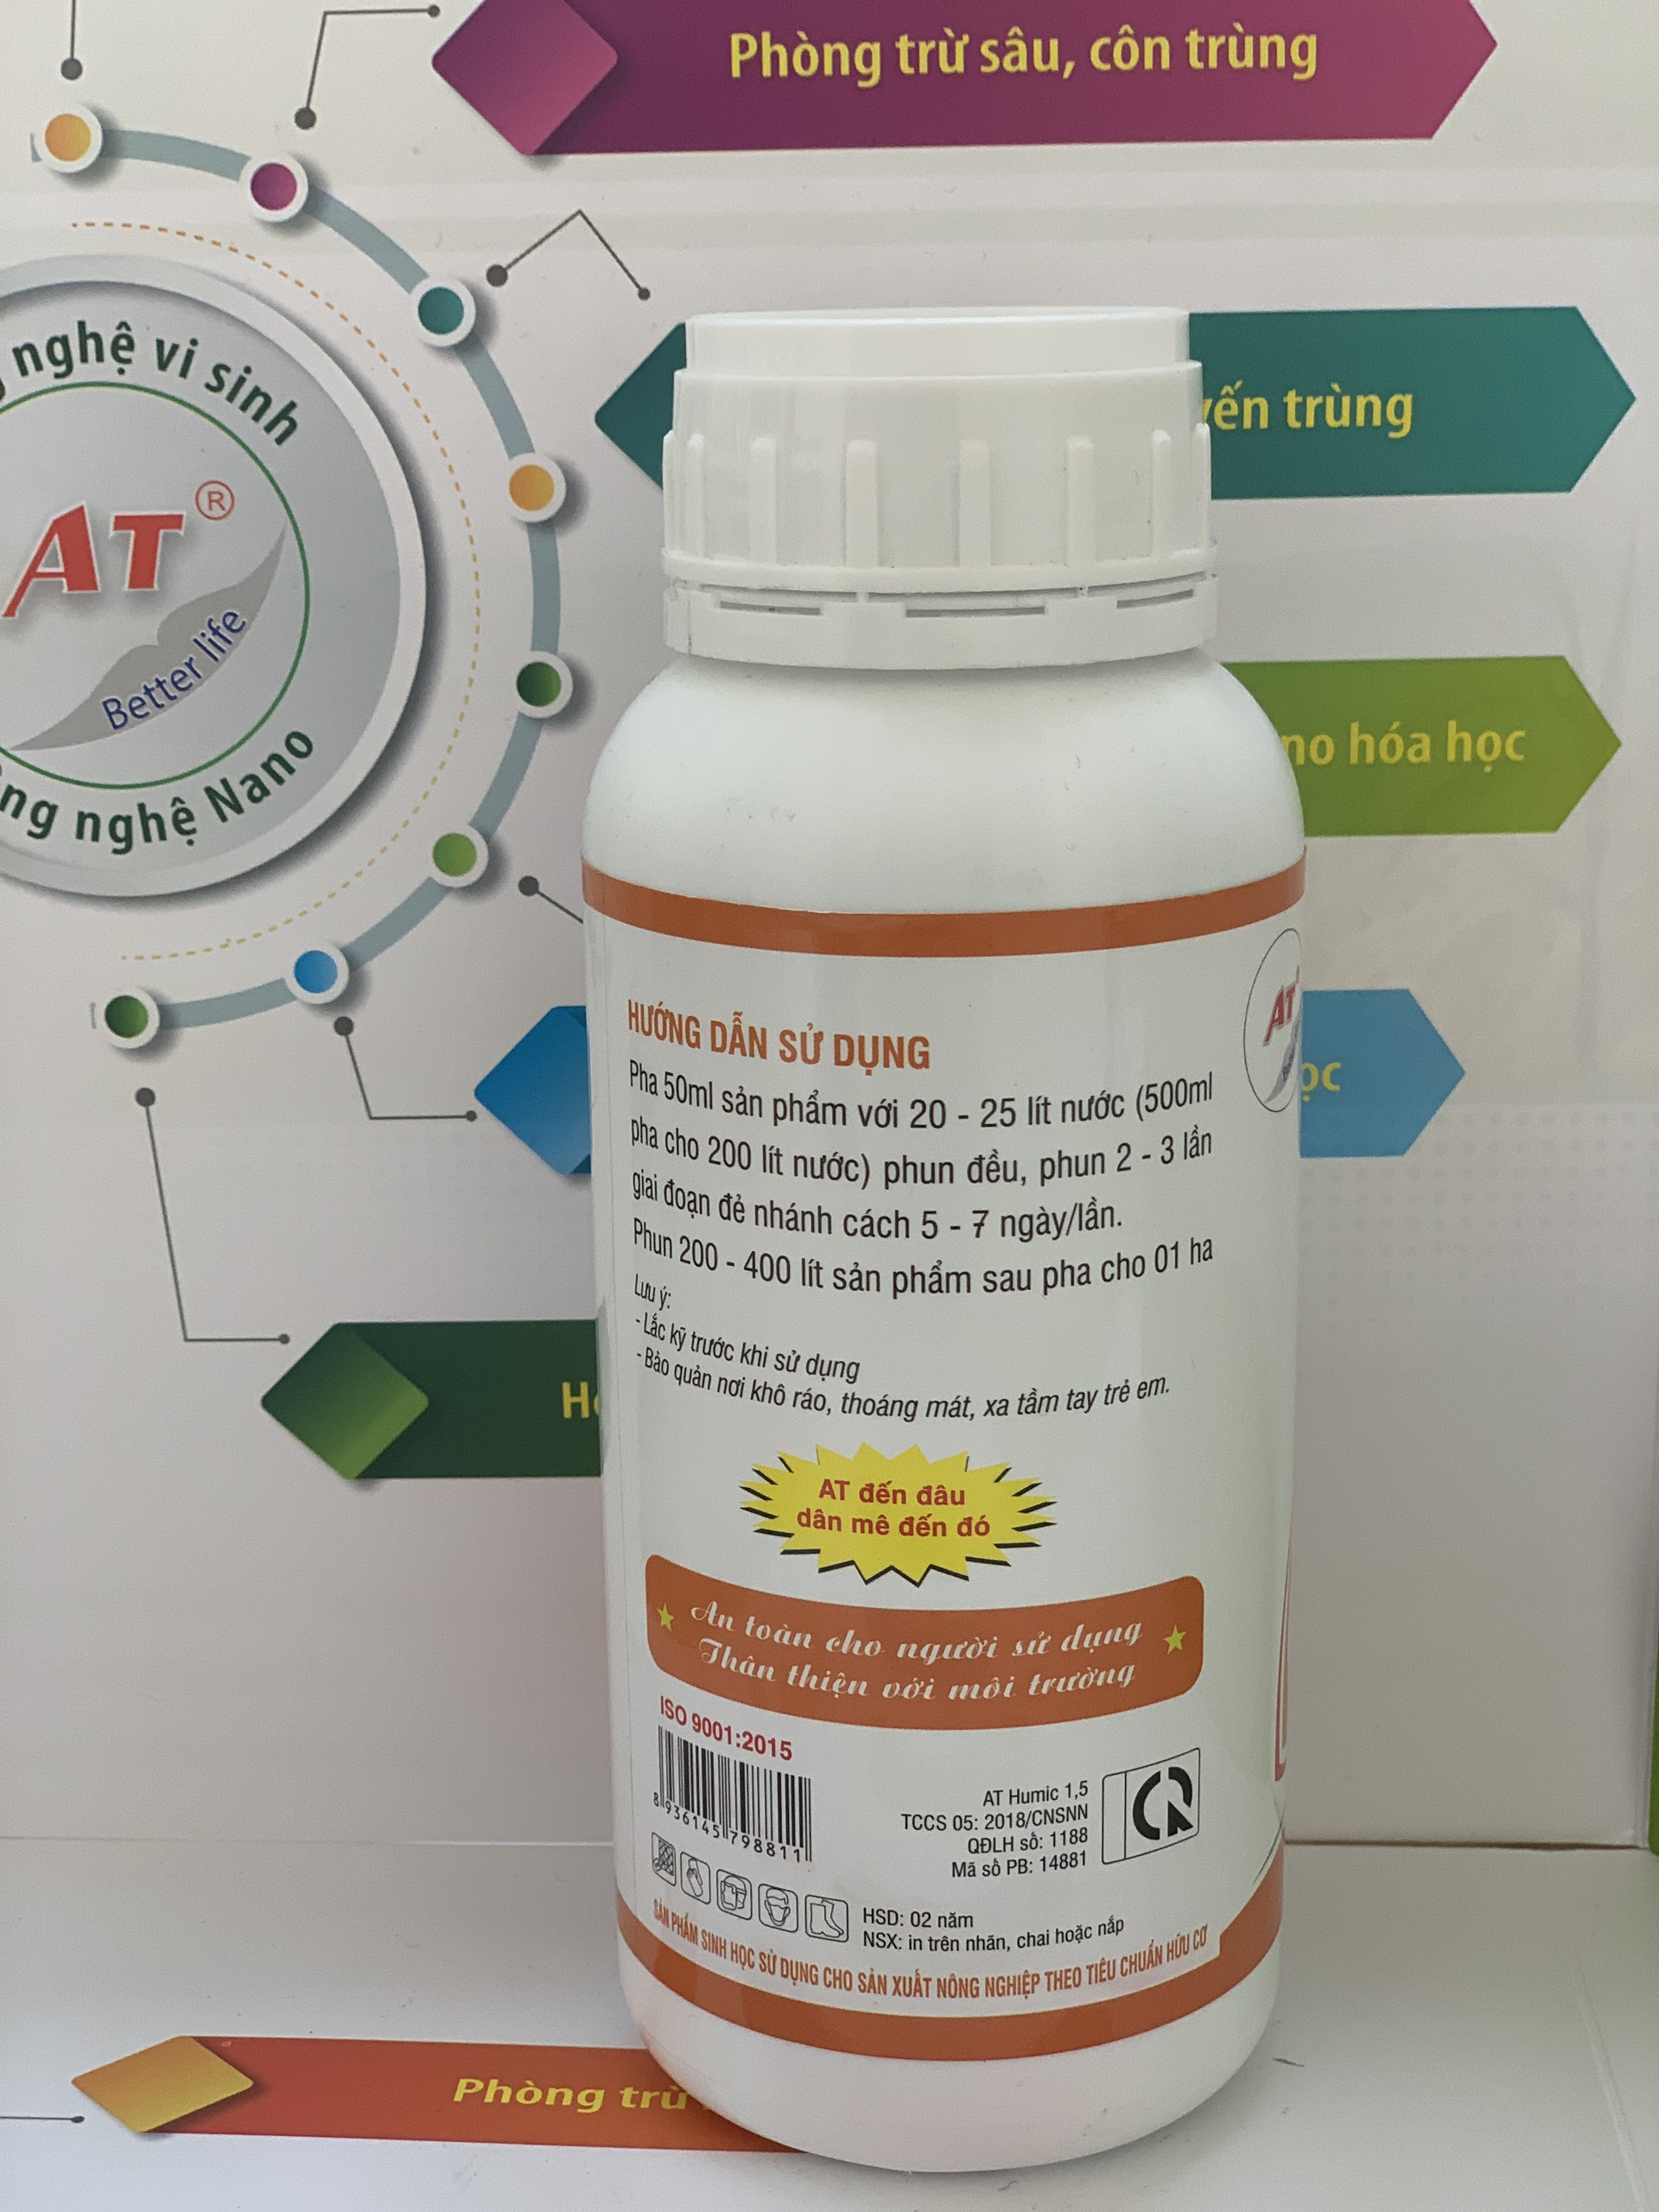 Phòng trừ sâu, côn trùng
nghệ vi sinh
AT ®
Better life
nghệ Nano
trùng
hóa học
HƯỚNG DẪN SỬ DỤNG
Pha 50ml sản phẩm với 20 - 25 lít nước (500ml
pha cho 200 lít nước) phun đều, phun 2 - 3 lần
giai đoạn đẻ nhánh cách 5 - 7 ngày/lần.
Phun 200 - 400 lít sản phẩm sau pha cho 01 ha
Lưu ý:
- Lắc kỹ trước khi sử dụng
- Bảo quản nơi khô ráo, thoáng mát, xa tầm tay trẻ em.
AT
AT đến đâu
dân mê đến đó
An toàn cho người sử dụng
Thân thiện với môi trường
ISO 9001:2015
8936145798811
AT Humic 1,5
TCCS 05: 2018/CNSNN
QĐLH số: 1188
Mã số PB: 14881
HSD: 02 năm
NSX: in trên nhãn, chai hoặc nắp
SẢN PHẨM SINH HỌC SỬ DỤNG CHO SẢN XUẤT NÔNG NGHIỆP THEO TIÊU CHUẨN HỮU CƠ
Phòng trừ